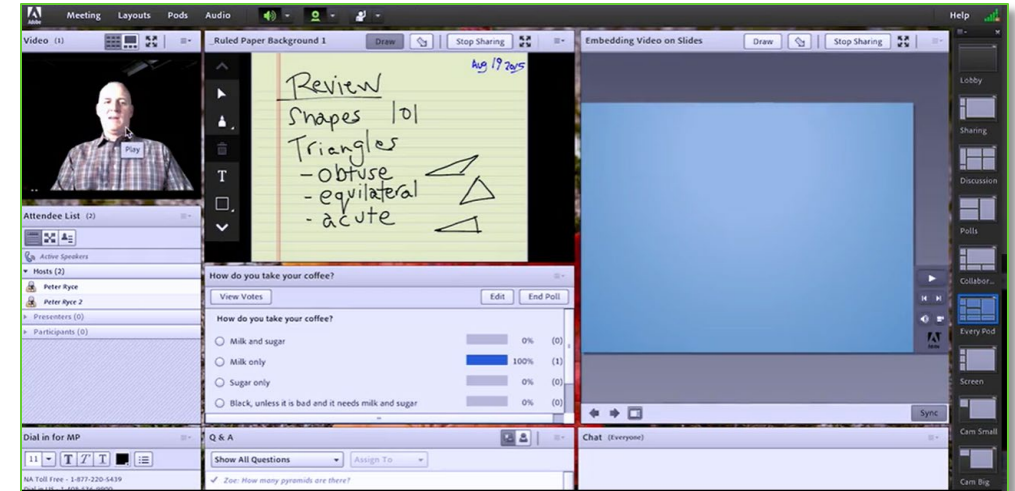 Adobe
Meeting Layouts Pods Audio Help
Video (1)
Play
Attendee List (2)
Active Speakers
Hosts (2)
Peter Ryce
Peter Ryce 2
Presenters (0)
Participants (0)
Dial in for MP
11 T T T
NA Toll Free - 1-877-220-5439
_Ruled Paper Background 1 Draw Stop Sharing
T
Aug 19 2015
Review
Shapes 101
Triangles
- obtuse
- equilateral
- acute
How do you take your coffee?
View Votes Edit End Poll
How do you take your coffee?
Milk and sugar 0% (0)
Milk only 100% (1)
Sugar only 0% (0)
Black, unless it is bad and it needs milk and sugar 0% (0)
Q & A
Show All Questions Assign To
Zoe: How many pyramids are there?
Embedding Video on Slides Draw Stop Sharing
Sync
Chat (Everyone)
Lobby
Sharing
Discussion
Polls
Collabor...
Every Pod
Screen
Cam Small
Cam Big